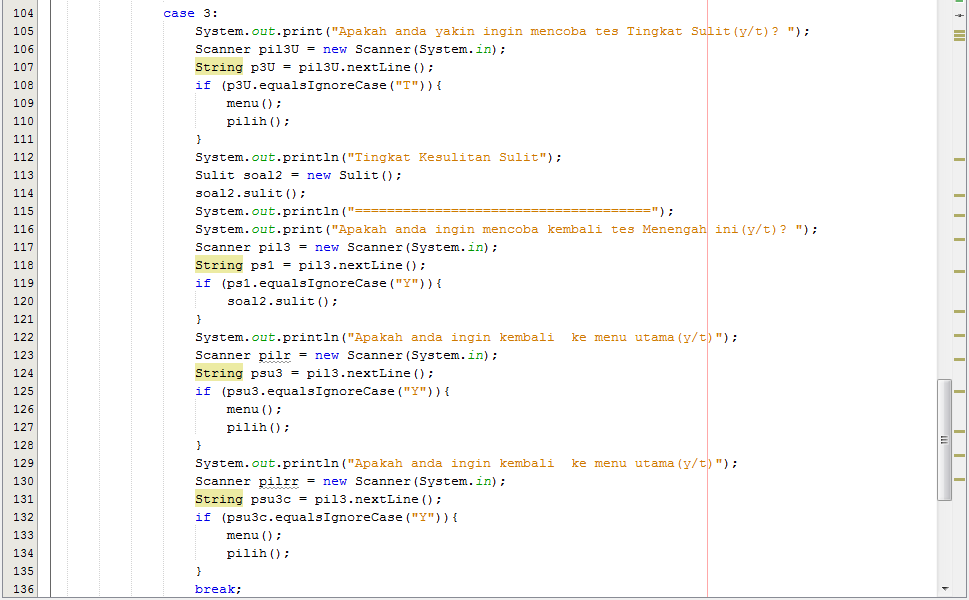 104 case 3:
105 System.out.print("Apakah anda yakin ingin mencoba tes Tingkat Sulit(y/t)? ");
106 Scanner pil3U = new Scanner(System.in);
107 String p3U = pil3U.nextLine();
108 if (p3U.equalsIgnoreCase("T")){
109 menu();
110 pilih();
111 }
112 System.out.println("Tingkat Kesulitan Sulit");
113 Sulit soal2 = new Sulit();
114 soal2.sulit();
115 System.out.println("=====================================");
116 System.out.print("Apakah anda ingin mencoba kembali tes Menengah ini(y/t)? ");
117 Scanner pil3 = new Scanner(System.in);
118 String ps1 = pil3.nextLine();
119 if (ps1.equalsIgnoreCase("Y")){
120 soal2.sulit();
121 }
122 System.out.println("Apakah anda ingin kembali  ke menu utama(y/t)");
123 Scanner pilr = new Scanner(System.in);
124 String psu3 = pil3.nextLine();
125 if (psu3.equalsIgnoreCase("Y")){
126 menu();
127 pilih();
128 }
129 System.out.println("Apakah anda ingin kembali  ke menu utama(y/t)");
130 Scanner pilrr = new Scanner(System.in);
131 String psu3c = pil3.nextLine();
132 if (psu3c.equalsIgnoreCase("Y")){
133 menu();
134 pilih();
135 }
136 break;